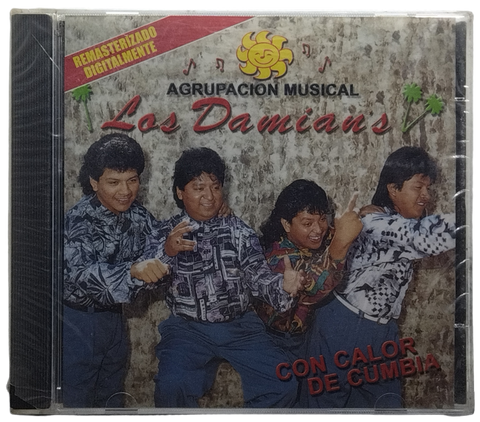 REMASTERIZADO
DIGITALMENTE
AGRUPACION MUSICAL
Los Damians
CON CALOR
DE CUMBIA